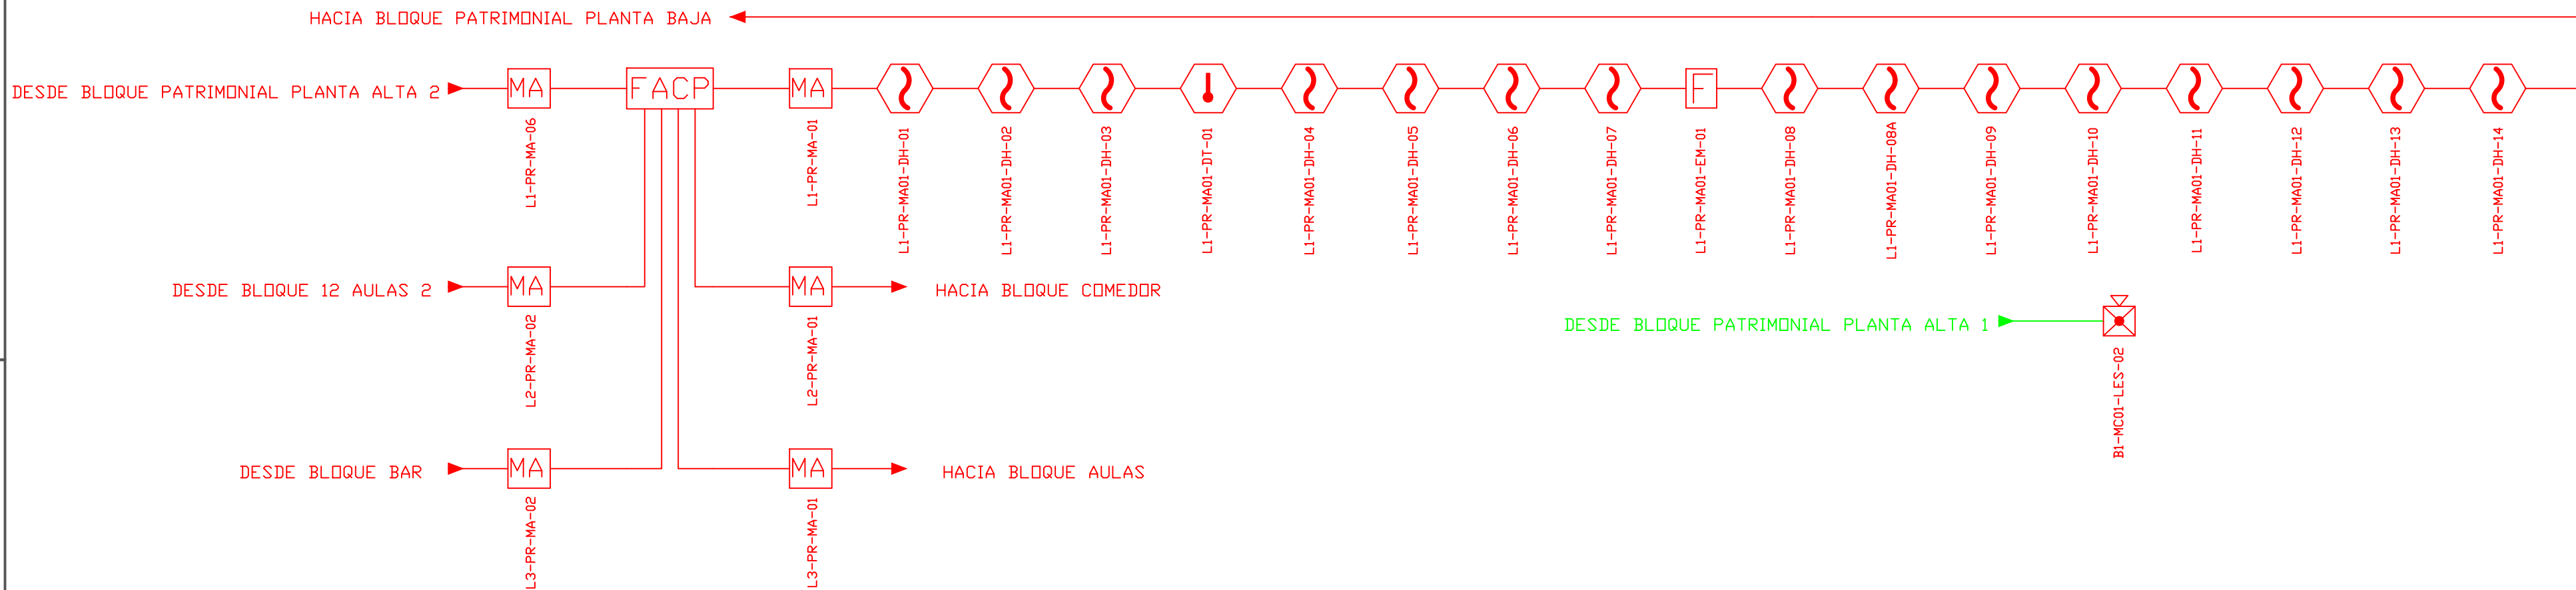 HACIA BLOQUE PATRIMONIAL PLANTA BAJA
DESDE BLOQUE PATRIMONIAL PLANTA ALTA 2
MA
FACP
MA
F
L1-PR-MA-06
L1-PR-MA-01
L1-PR-MA01-DH-01
L1-PR-MA01-DH-02
L1-PR-MA01-DH-03
L1-PR-MA01-DT-01
L1-PR-MA01-DH-04
L1-PR-MA01-DH-05
L1-PR-MA01-DH-06
L1-PR-MA01-DH-07
L1-PR-MA01-EM-01
L1-PR-MA01-DH-08
L1-PR-MA01-DH-08A
L1-PR-MA01-DH-09
L1-PR-MA01-DH-10
L1-PR-MA01-DH-11
L1-PR-MA01-DH-12
L1-PR-MA01-DH-13
L1-PR-MA01-DH-14
DESDE BLOQUE 12 AULAS 2
MA
MA
HACIA BLOQUE COMEDOR
L2-PR-MA-02
L2-PR-MA-01
DESDE BLOQUE PATRIMONIAL PLANTA ALTA 1
B1-MC01-LES-02
DESDE BLOQUE BAR
MA
MA
HACIA BLOQUE AULAS
L3-PR-MA-02
L3-PR-MA-01